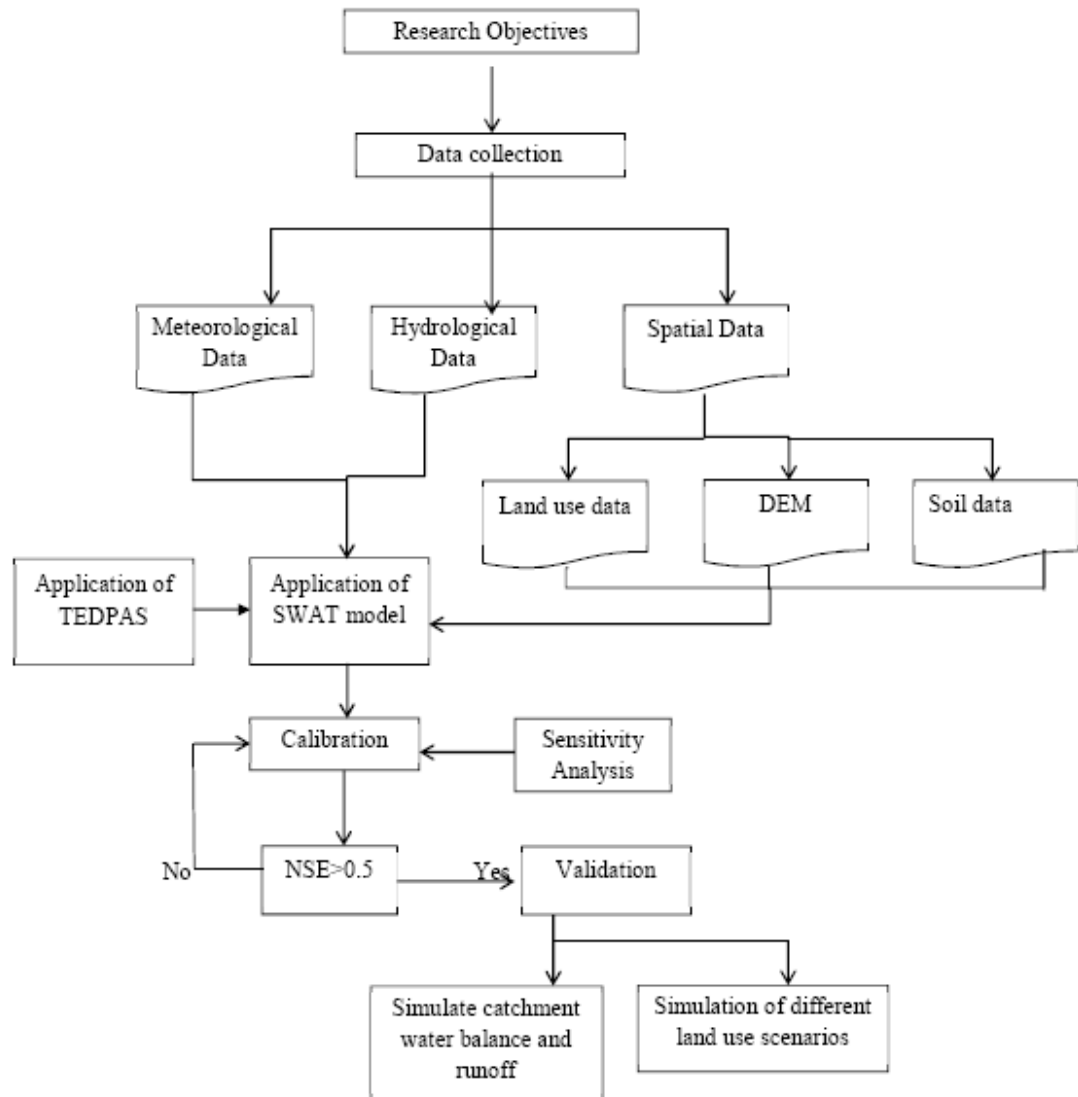 Research Objectives
Data collection
Meteorological
Data
Hydrological
Data
Spatial Data
Land use data
DEM
Soil data
Application of
TEDPAS
Application of
SWAT model
Calibration
Sensitivity
Analysis
No
NSE>0.5
Yes
Validation
Simulate catchment
water balance and
runoff
Simulation of different
land use scenarios